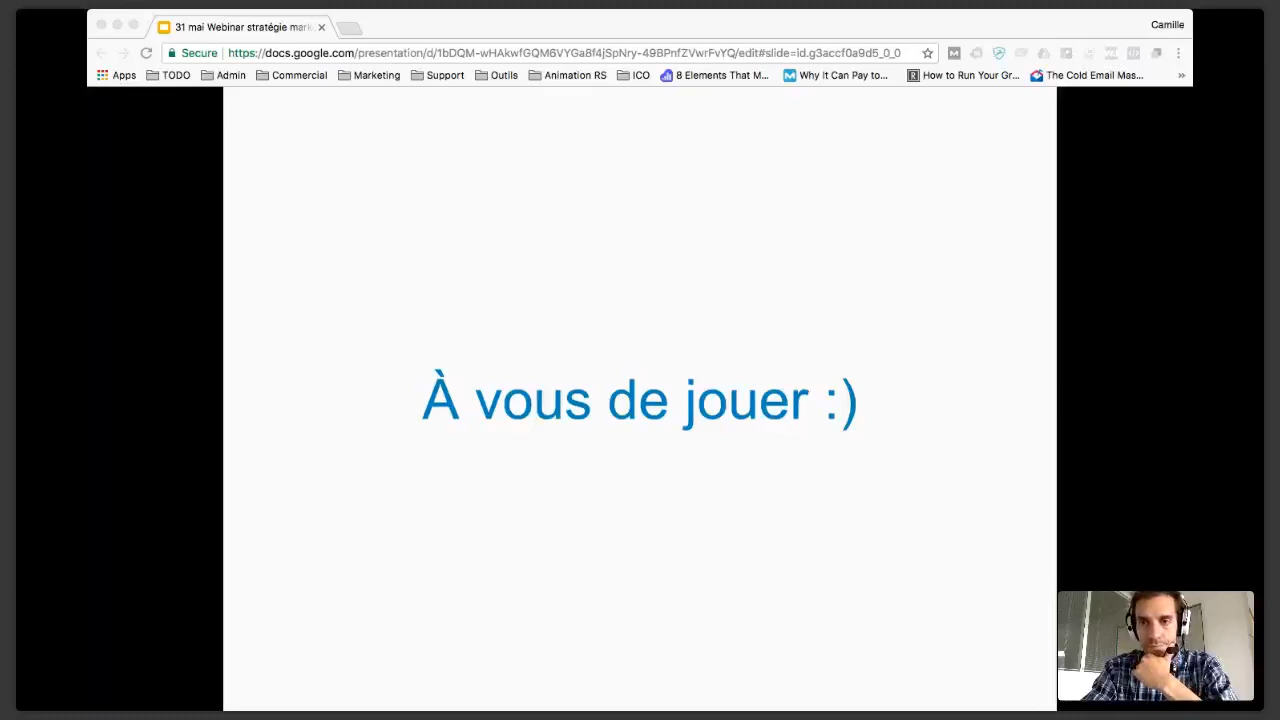 31 mai Webinar stratégie mark
Camille
Secure https://docs.google.com/presentation/d/1bDQM-wHAkwfGQM6VYGa8f4jSpNry-49BPnfZVwrFvYQ/edit#slide=id.g3accf0a9d5_0_0
Apps TODO Admin Commercial Marketing Support Outils Animation RS ICO 8 Elements That M... Why It Can Pay to... How to Run Your Gr... The Cold Email Mas... »
À vous de jouer :)